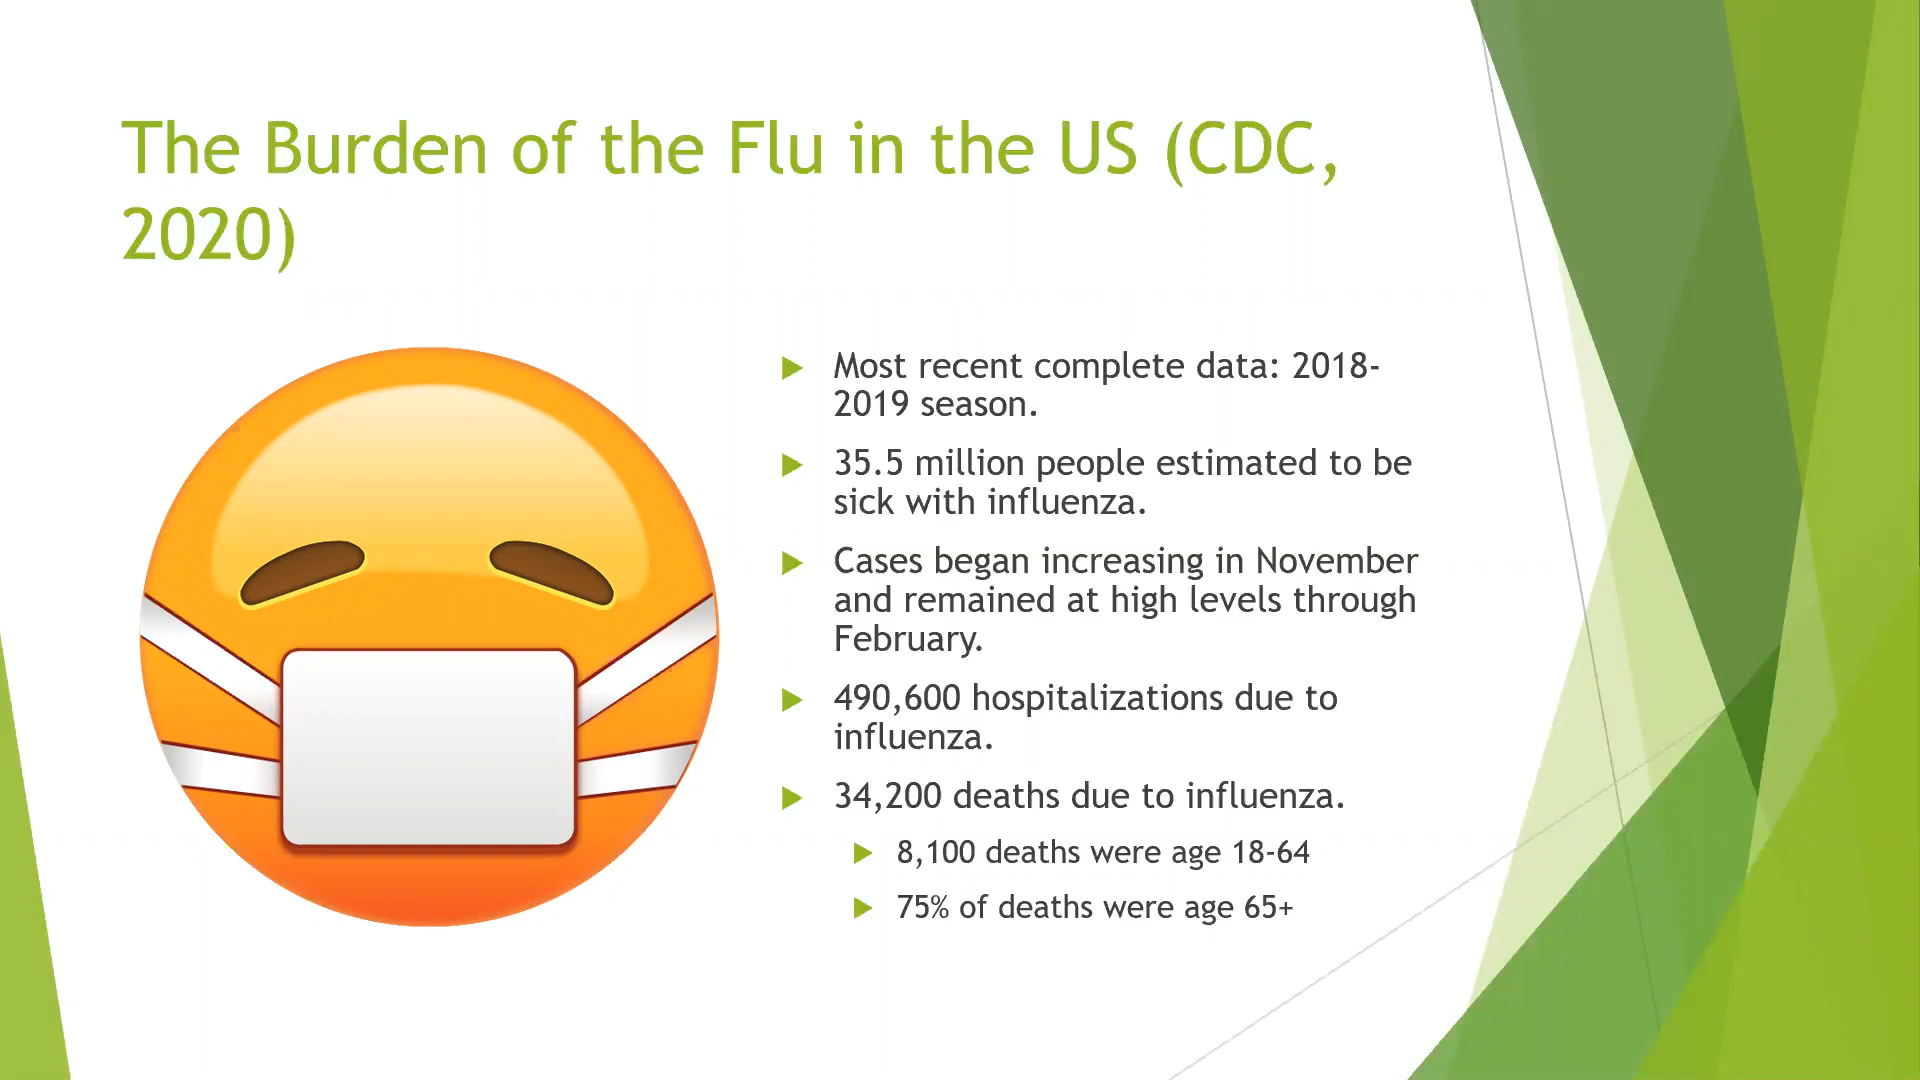 The Burden of the Flu in the US (CDC,
2020)
Most recent complete data: 2018-
2019 season.
35.5 million people estimated to be
sick with influenza.
Cases began increasing in November
and remained at high levels through
February.
490,600 hospitalizations due to
influenza.
34,200 deaths due to influenza.
8,100 deaths were age 18-64
75% of deaths were age 65+